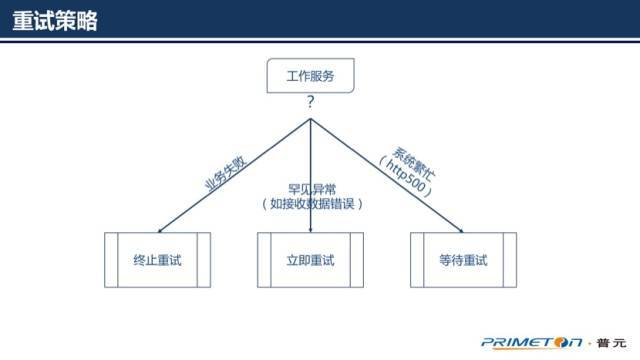 重试策略
工作服务
?
业务失败
罕见异常
（如接收数据错误）
系统繁忙
（http500）
终止重试
立即重试
等待重试
PRIMETON·普元